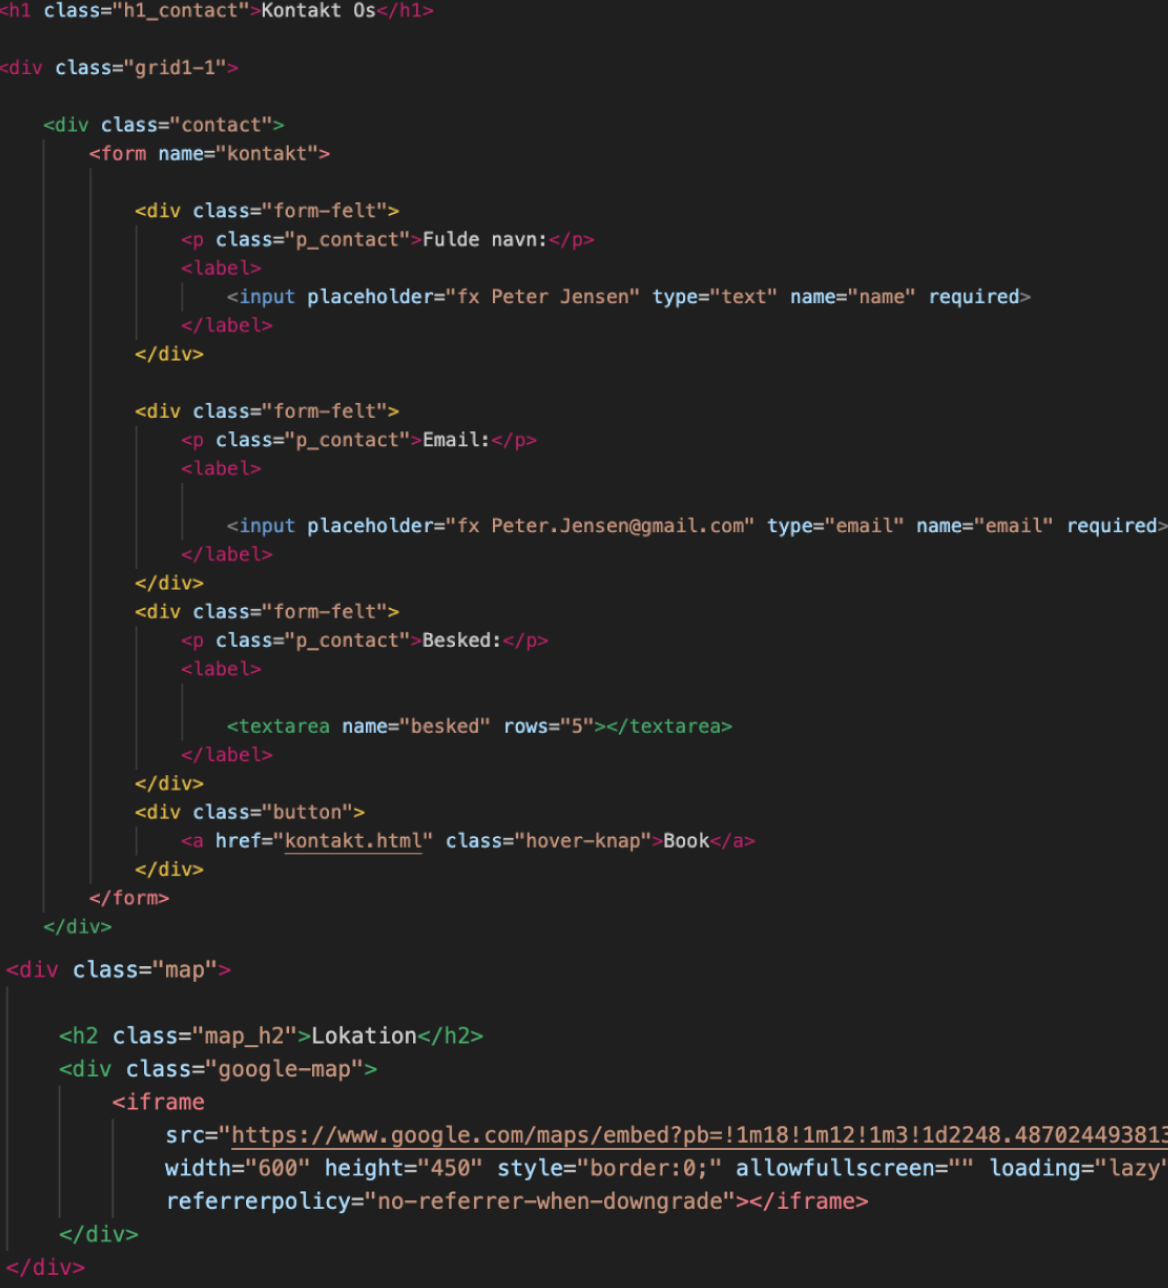 <h1 class="h1_contact">Kontakt Os</h1>
<div class="grid1-1">
<div class="contact">
<form name="kontakt">
<div class="form-felt">
<p class="p_contact">Fulde navn:</p>
<label>
<input placeholder="fx Peter Jensen" type="text" name="name" required>
</label>
</div>
<div class="form-felt">
<p class="p_contact">Email:</p>
<label>
<input placeholder="fx Peter.Jensen@gmail.com" type="email" name="email" required>
</label>
</div>
<div class="form-felt">
<p class="p_contact">Besked:</p>
<label>
<textarea name="besked" rows="5"></textarea>
</label>
</div>
<div class="button">
<a href="kontakt.html" class="hover-knap">Book</a>
</div>
</form>
</div>
<div class="map">
<h2 class="map_h2">Lokation</h2>
<div class="google-map">
<iframe
src="https://www.google.com/maps/embed?pb=!1m18!1m12!1m3!1d2248.487024493813
width="600" height="450" style="border:0;" allowfullscreen="" loading="lazy"
referrerpolicy="no-referrer-when-downgrade"></iframe>
</div>
</div>